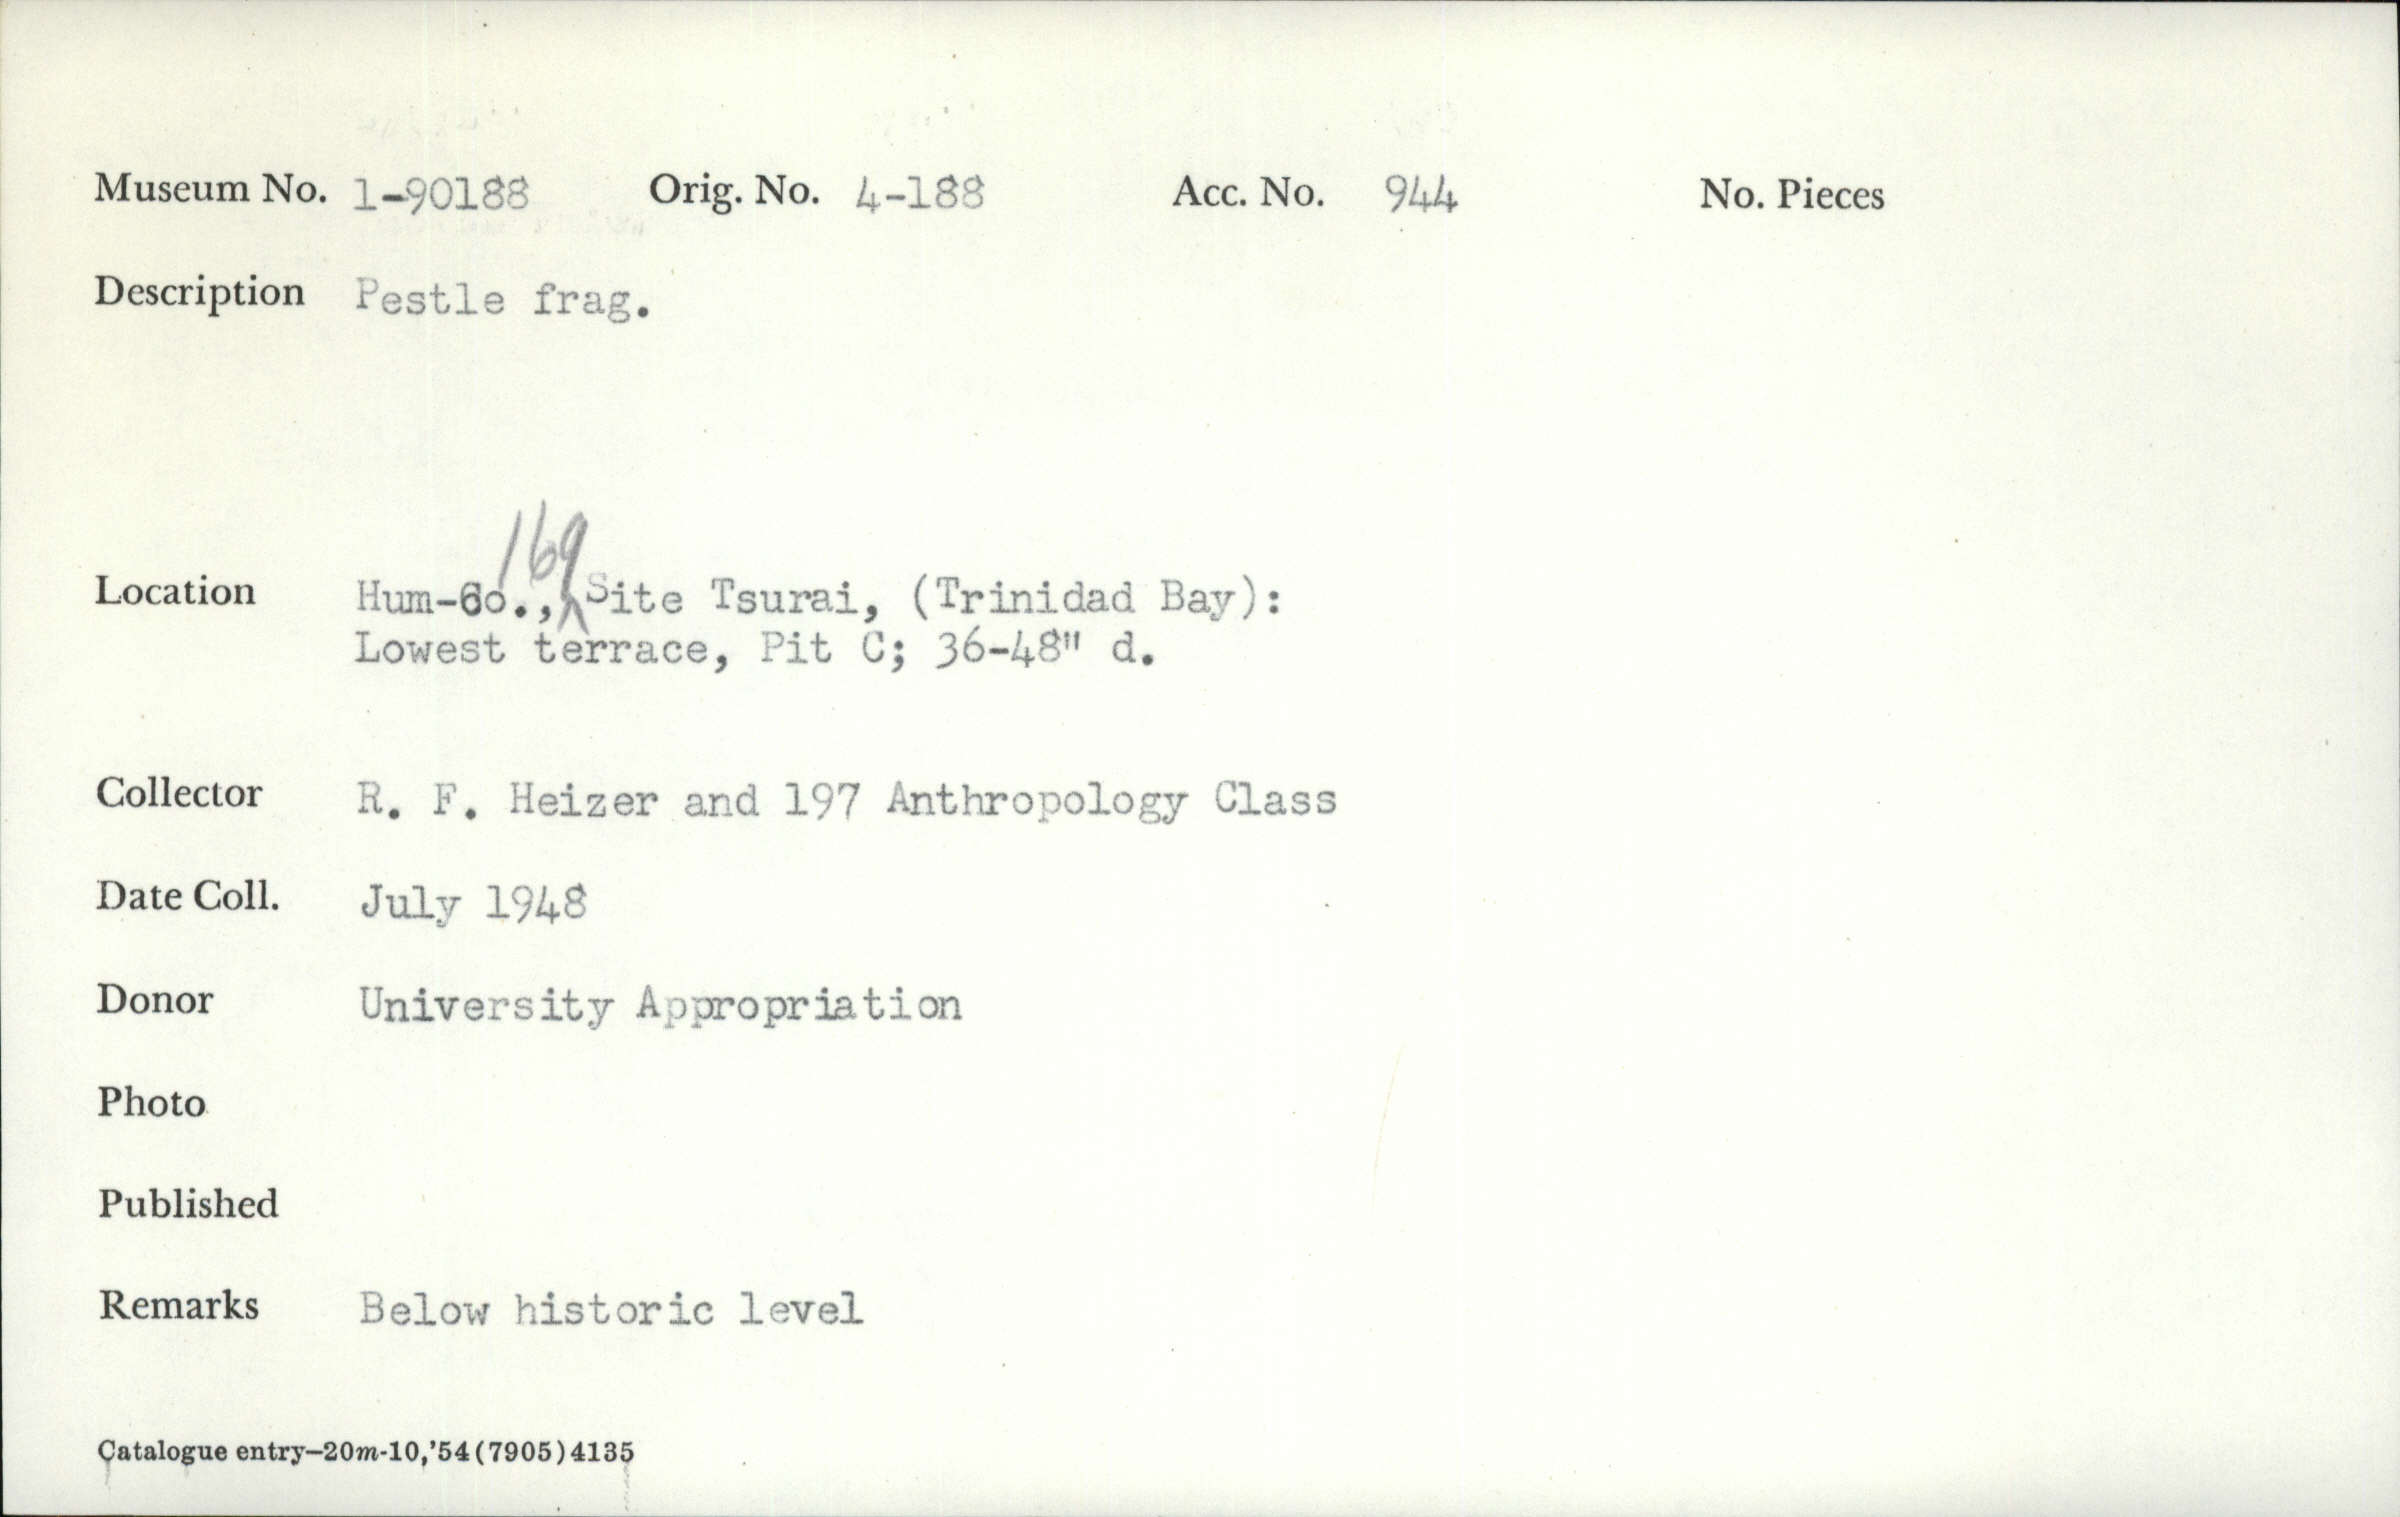 Museum No. 1-90188 Orig. No. 4-188 Acc. No. 944 No. Pieces
Description Pestle frag.
169
Location Hum-Co., ^ Site Tsurai, (Trinidad Bay):
Lowest terrace, Pit C; 36-48" d.
Collector R. F. Heizer and 197 Anthropology Class
Date Coll. July 1948
Donor University Appropriation
Photo
Published
Remarks Below historic level
Catalogue entry—20m-10,'54(7905)4135